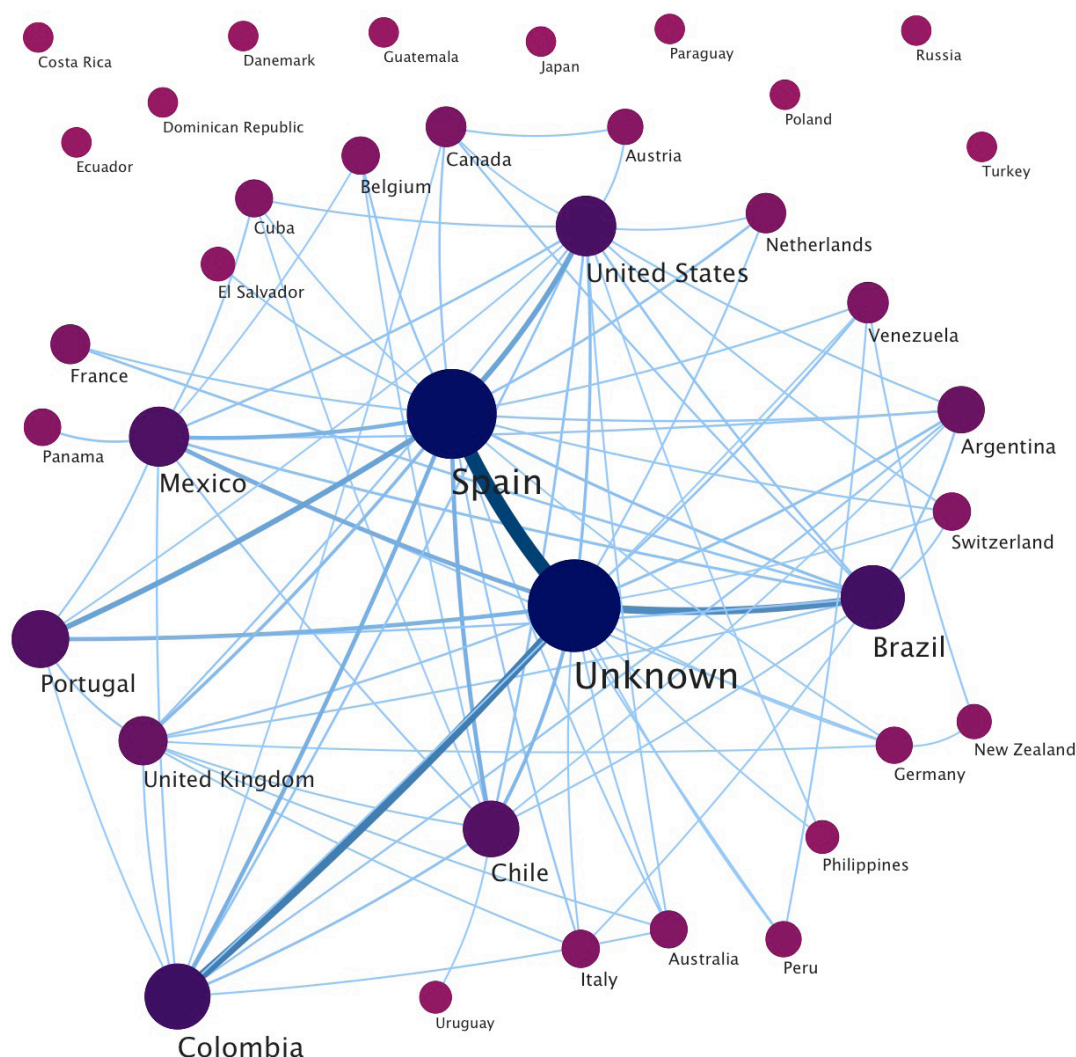 Costa Rica
Danemark
Guatemala
Japan
Paraguay
Russia
Dominican Republic
Poland
Ecuador
Turkey
Canada
Austria
Belgium
Cuba
Netherlands
United States
El Salvador
Venezuela
France
Panama
Argentina
Mexico
Spain
Switzerland
Brazil
Unknown
Portugal
New Zealand
Germany
United Kingdom
Philippines
Chile
Australia
Peru
Italy
Uruguay
Colombia